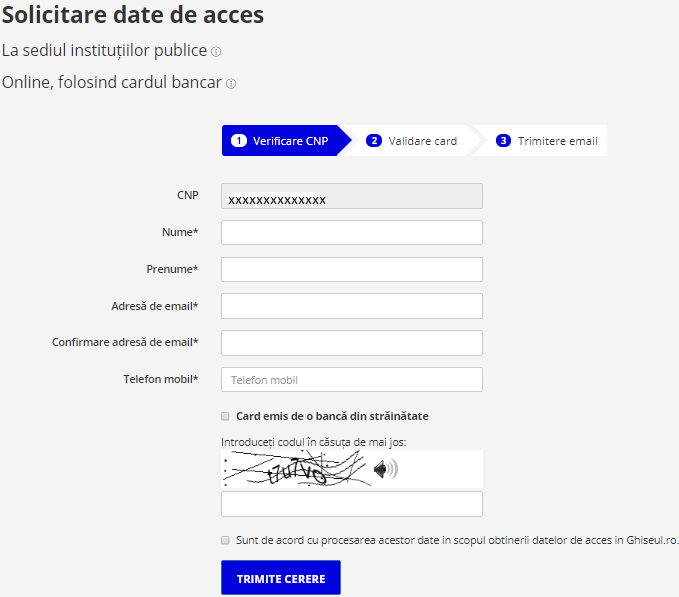 Solicitare date de acces
La sediul instituțiilor publice
Online, folosind cardul bancar
1 Verificare CNP 2 Validare card 3 Trimitere email
CNP xxxxxxxxxxxxxx
Nume*
Prenume*
Adresă de email*
Confirmare adresă de email*
Telefon mobil* Telefon mobil
Card emis de o bancă din străinătate
Introduceți codul în căsuța de mai jos:
Sunt de acord cu procesarea acestor date in scopul obtinerii datelor de acces in Ghiseul.ro.
TRIMITE CERERE